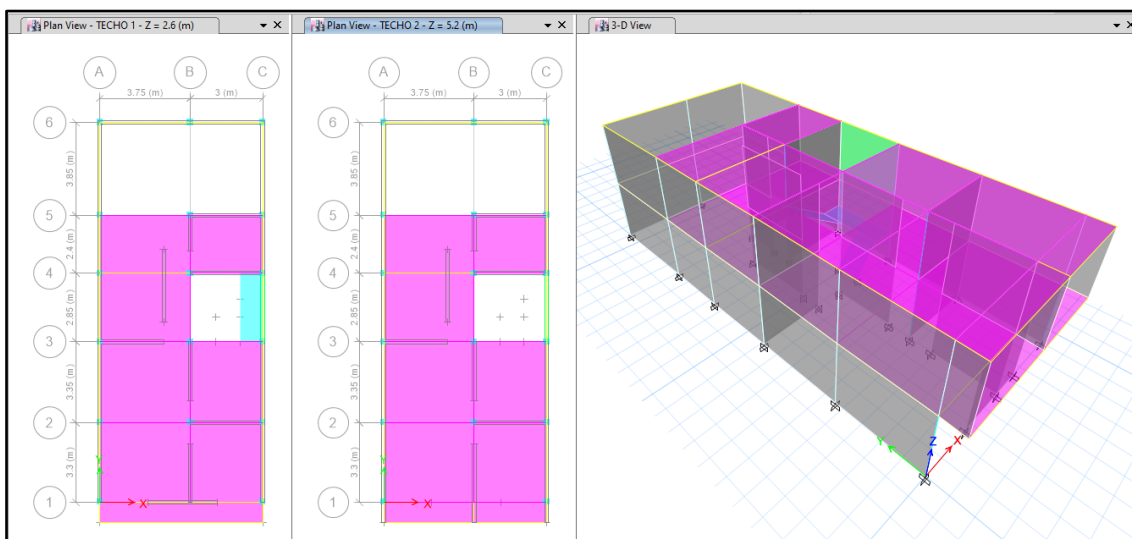 Plan View - TECHO 1 - Z = 2.6 (m)
A B C
3.75 (m) 3 (m)
6
3.85 (m)
5
2.4 (m)
4
2.85 (m)
3
3.35 (m)
2
3.3 (m)
Y
1
X
Plan View - TECHO 2 - Z = 5.2 (m)
A B C
3.75 (m) 3 (m)
6
3.85 (m)
5
2.4 (m)
4
2.85 (m)
3
3.35 (m)
2
3.3 (m)
Y
1
X
3-D View
Y Z X